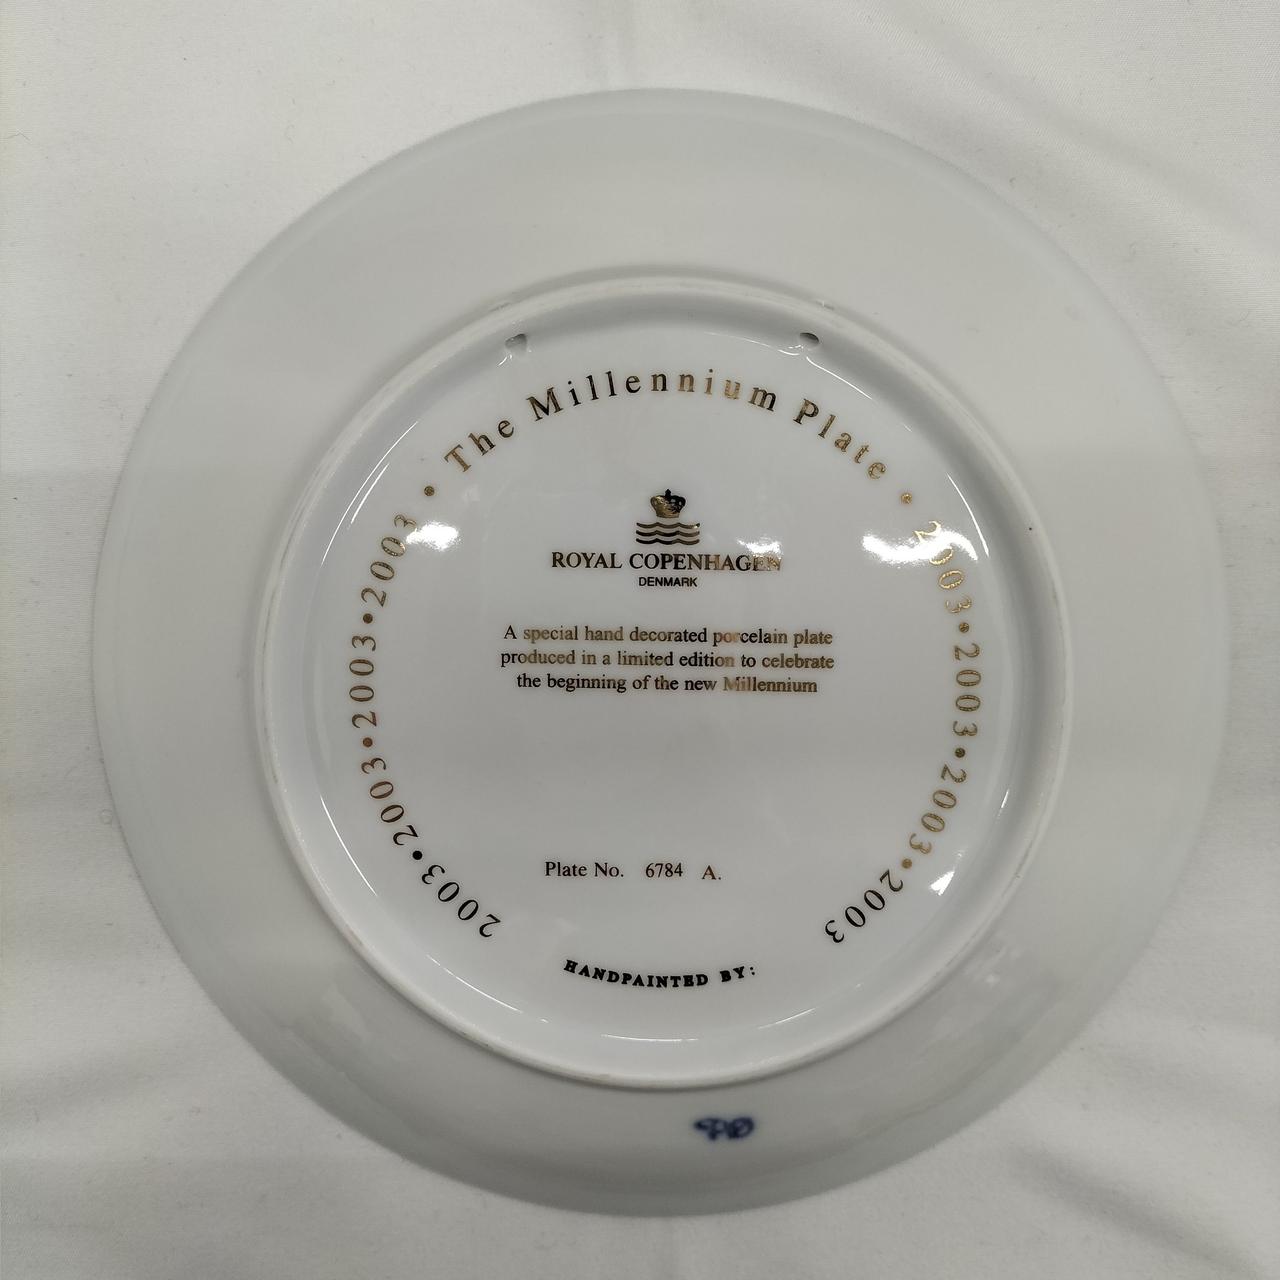 • The Millennium Plate •
2003•2003•2003•2003
2003•2003•2003•2003
ROYAL COPENHAGEN
DENMARK
A special hand decorated porcelain plate
produced in a limited edition to celebrate
the beginning of the new Millennium
Plate No. 6784 A.
HANDPAINTED BY: